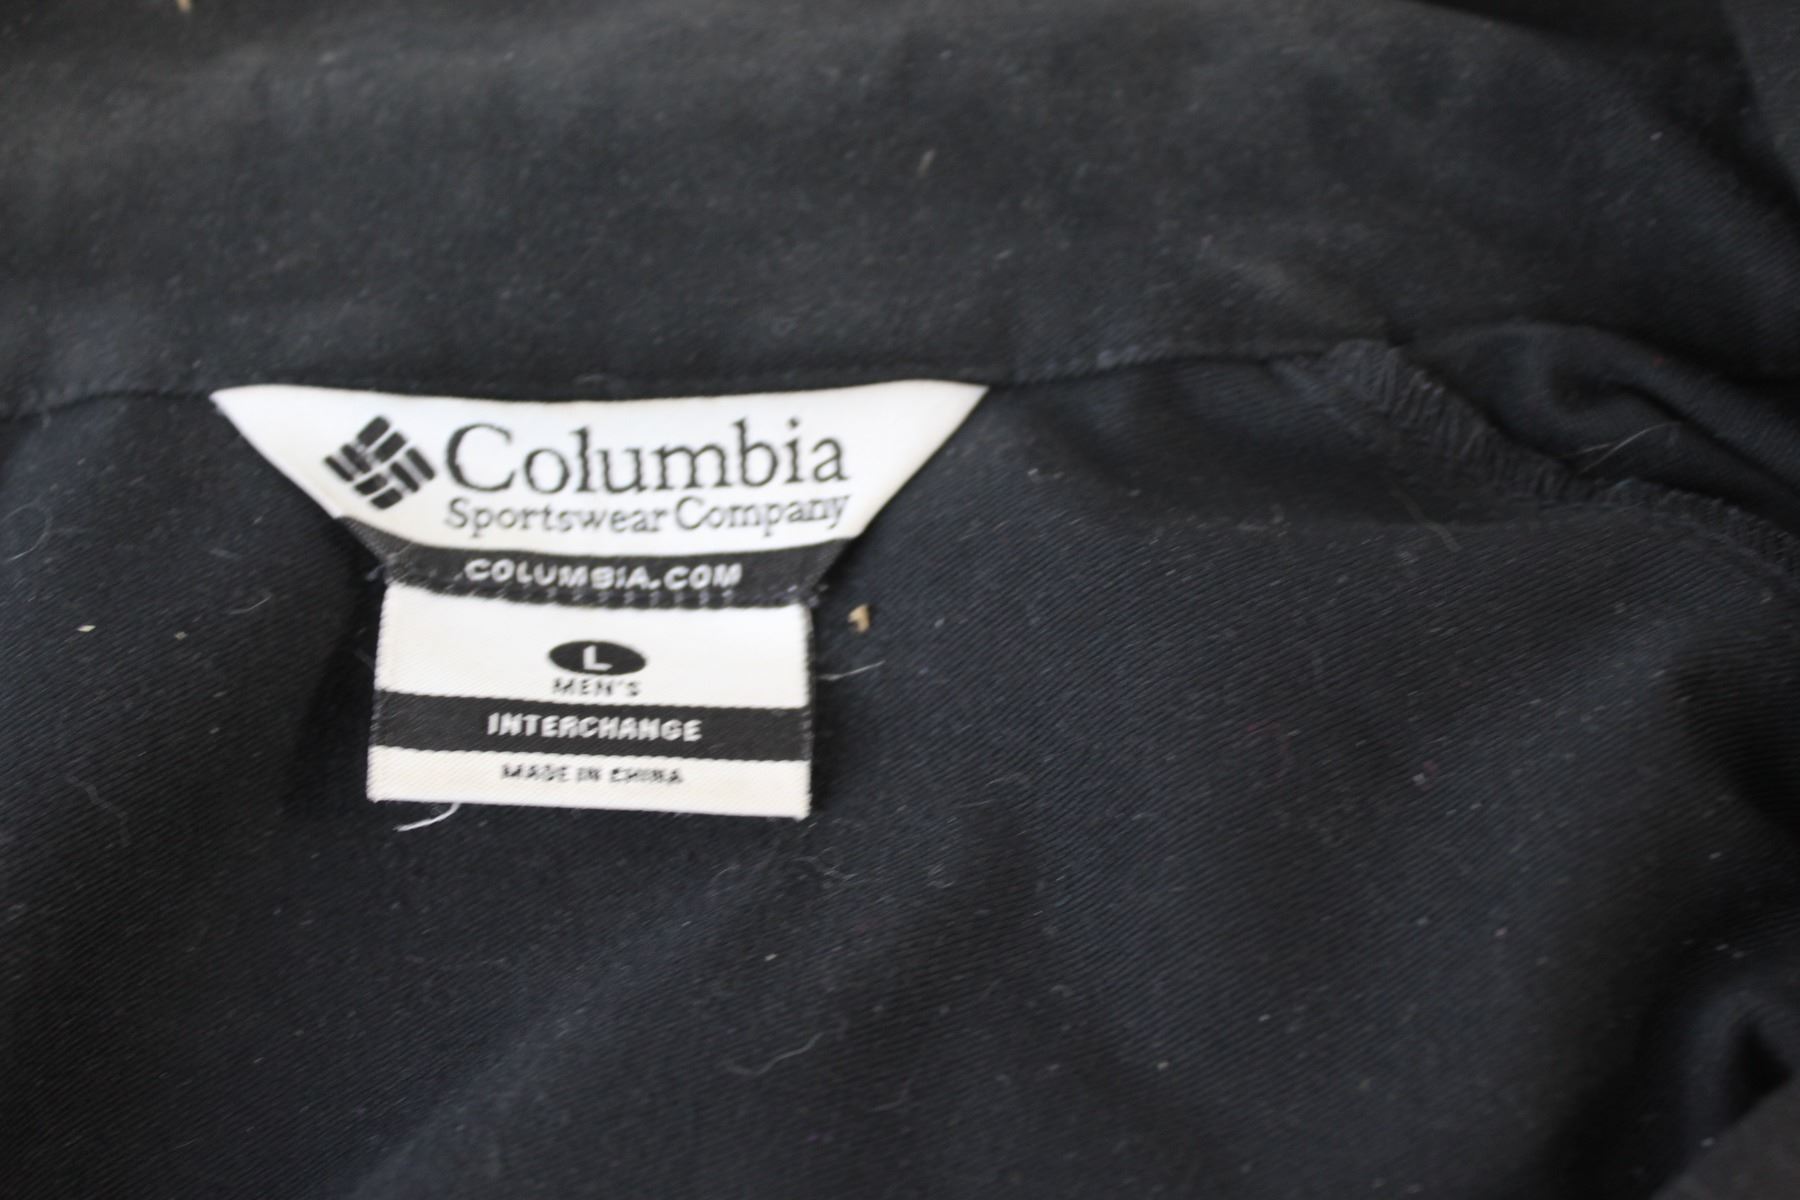 Columbia
Sportswear Company
COLUMBIA.COM
L
MEN'S
INTERCHANGE
MADE IN CHINA